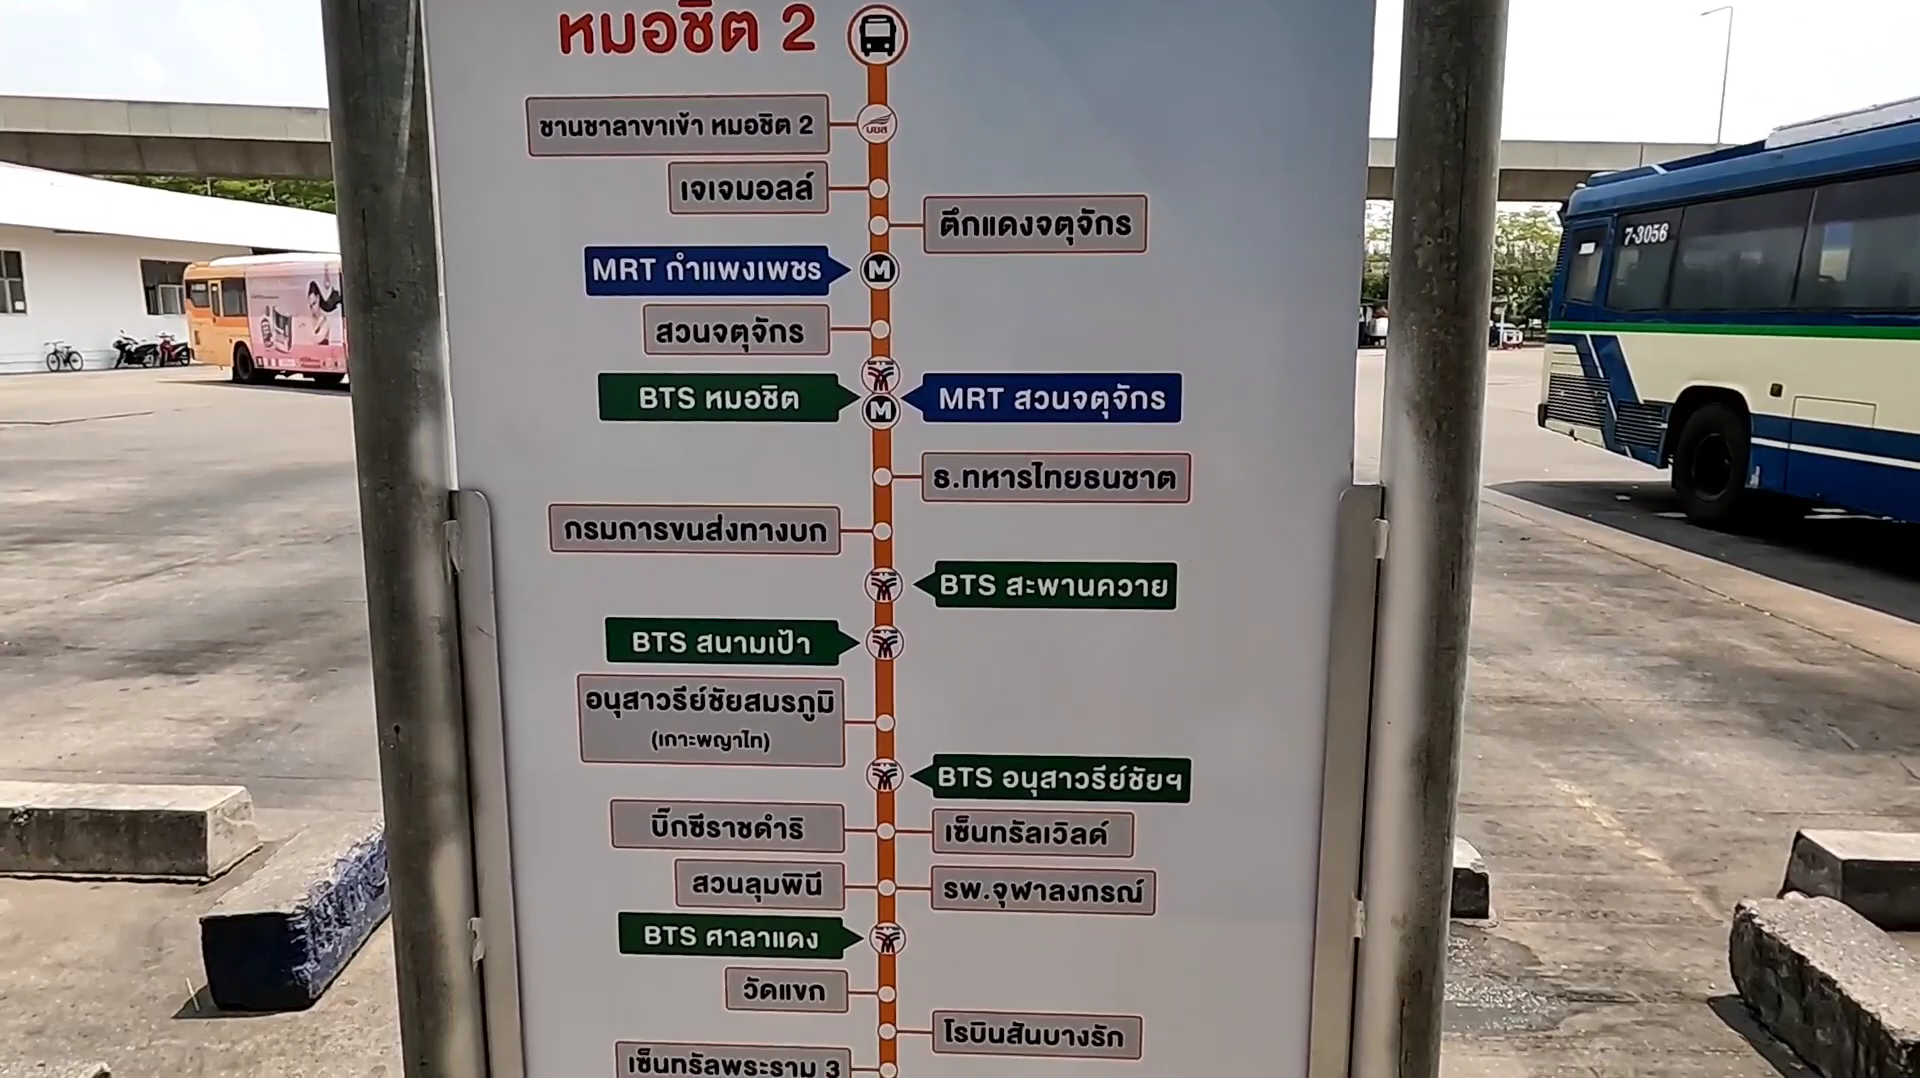 หมอชิต 2
ชานชาลาขาเข้า หมอชิต 2
บขส
เจเจมอลล์
ตึกแดงจตุจักร
MRT กำแพงเพชร
M
สวนจตุจักร
BTS หมอชิต
M
MRT สวนจตุจักร
ธ.ทหารไทยธนชาต
กรมการขนส่งทางบก
BTS สะพานควาย
BTS สนามเป้า
อนุสาวรีย์ชัยสมรภูมิ
(เกาะพญาไท)
BTS อนุสาวรีย์ชัยฯ
บิ๊กซีราชดำริ
เซ็นทรัลเวิลด์
สวนลุมพินี
รพ.จุฬาลงกรณ์
BTS ศาลาแดง
วัดแขก
โรบินสันบางรัก
เซ็นทรัลพระราม 3
7-3056